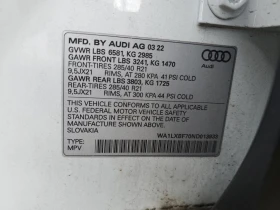 MFD. BY AUDI AG 03 22
GVWR LBS 6581, KG 2985
GAWR FRONT LBS 3241, KG 1470
FRONT-TIRES 285/40 R21
9,5JX21 RIMS, AT 280 KPA 41 PSI COLD
GAWR REAR LBS 3803, KG 1725
REAR-TIRES 285/40 R21
9,5JX21 RIMS, AT 300 KPA 44 PSI COLD
THIS VEHICLE CONFORMS TO ALL APPLICABLE
U.S. FEDERAL MOTOR VEHICLE SAFETY STANDARDS
IN EFFECT ON THE DATE OF MANUFACTURE SHOWN ABOVE
SLOVAKIA
TYPE:
MPV
Audi